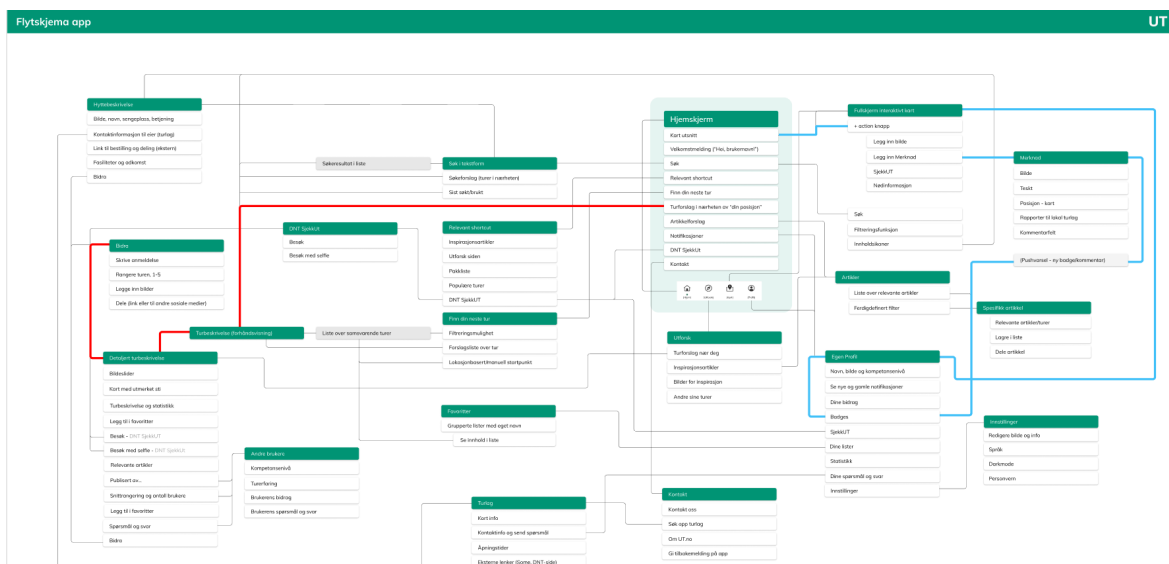 Flytskjema app
UT
Hyttebeskrivelse
Bilde, navn, sengeplass, betjening
Kontaktinformasjon til eier (turlag)
Link til bestilling og deling (ekstern)
Fasiliteter og adkomst
Bidra
Søkeresultat i liste
Søk i tekstform
Søkeforslag (turer i nærheten)
Sist søkt/brukt
Hjemskjerm
Kart utsnitt
Velkomstmelding ("Hei, brukernavn")
Søk
Relevant shortcut
Finn din neste tur
Turforslag i nærheten av "din posisjon"
Artikkelforslag
Notifikasjoner
DNT SjekkUt
Kontakt
Fullskjerm interaktivt kart
+ action knapp
Legg inn bilde
Legg inn Merknad
SjekkUT
Nødinformasjon
Søk
Filtreringsfunksjon
Innholdsikoner
Merknad
Bilde
Tekst
Posisjon - kart
Rapporter til lokal turlag
Kommentarfelt
(Pushvarsel - ny badge/kommentar)
DNT SjekkUt
Besøk
Besøk med selfie
Relevant shortcut
Inspirasjonsartikler
Utforsk siden
Pakkliste
Populære turer
DNT SjekkUT
Bidra
Skrive anmeldelse
Rangere turen, 1-5
Legge inn bilder
Dele (link eller til andre sosiale medier)
Turbeskrivelse (forhåndsvisning)
Liste over samsvarende turer
Finn din neste tur
Filtreringsmulighet
Forslagsliste over tur
Lokasjonbasert/manuell startpunkt
Artikler
Liste over relevante artikler
Ferdigdefinert filter
Spesifikk artikkel
Relevante artikler/turer
Lagre i liste
Dele artikkel
Utforsk
Turforslag nær deg
Inspirasjonsartikler
Bilder for inspirasjon
Andre sine turer
Egen Profil
Navn, bilde og kompetansenivå
Se nye og gamle notifikasjoner
Dine bidrag
Badges
SjekkUT
Dine lister
Statistikk
Dine spørsmål og svar
Innstillinger
Innstillinger
Redigere bilde og info
Språk
Darkmode
Personvern
Detaljert turbeskrivelse
Bildeslider
Kart med utmerket sti
Turbeskrivelse og statistikk
Legg til i favoritter
Besøk - DNT SjekkUT
Besøk med selfie - DNT SjekkUt
Relevante artikler
Publisert av..
Snittrangering og antall brukere
Legg til i favoritter
Spørsmål og svar
Bidra
Andre brukere
Kompetansenivå
Turerfaring
Brukerens bidrag
Brukerens spørsmål og svar
Favoritter
Grupperte lister med eget navn
Se innhold i liste
Turlag
Kort info
Kontaktinfo og send spørsmål
Åpningstider
Eksterne lenker (Some, DNT-side)
Kontakt
Kontakt oss
Søk opp turlag
Om UT.no
Gi tilbakemelding på app